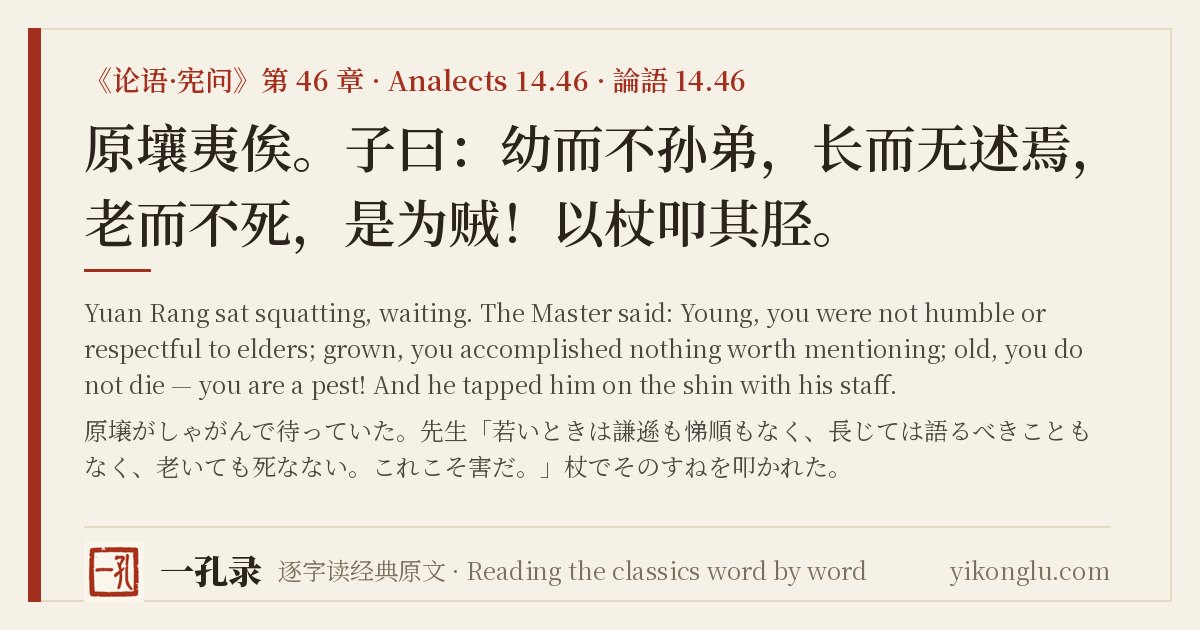 《论语·宪问》第 46 章 · Analects 14.46 · 論語 14.46
原壤夷俟。子曰：幼而不孙弟，长而无述焉，
老而不死，是为贼！以杖叩其胫。
Yuan Rang sat squatting, waiting. The Master said: Young, you were not humble or
respectful to elders; grown, you accomplished nothing worth mentioning; old, you do
not die — you are a pest! And he tapped him on the shin with his staff.
原壌がしゃがんで待っていた。先生「若いときは謙遜も悌順もなく、長じては語るべきことも
なく、老いても死なない。これこそ害だ。」杖でそのすねを叩かれた。
一孔
一孔录 逐字读经典原文 · Reading the classics word by word yikonglu.com